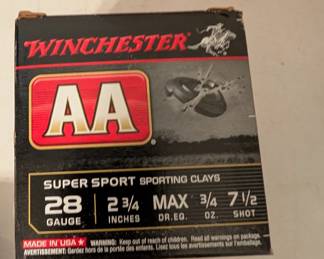 WINCHESTER
AA
SUPER SPORT SPORTING CLAYS
28 2 3/4 MAX 3/4 7 1/2
GAUGE INCHES DR. EQ. OZ. SHOT
MADE IN USA ★ WARNING: Keep out of reach of children. Read all warnings on package.
AVERTISSEMENT: Gardez hors de la portée des enfants. Lisez tous les avertissements sur l'emballage.